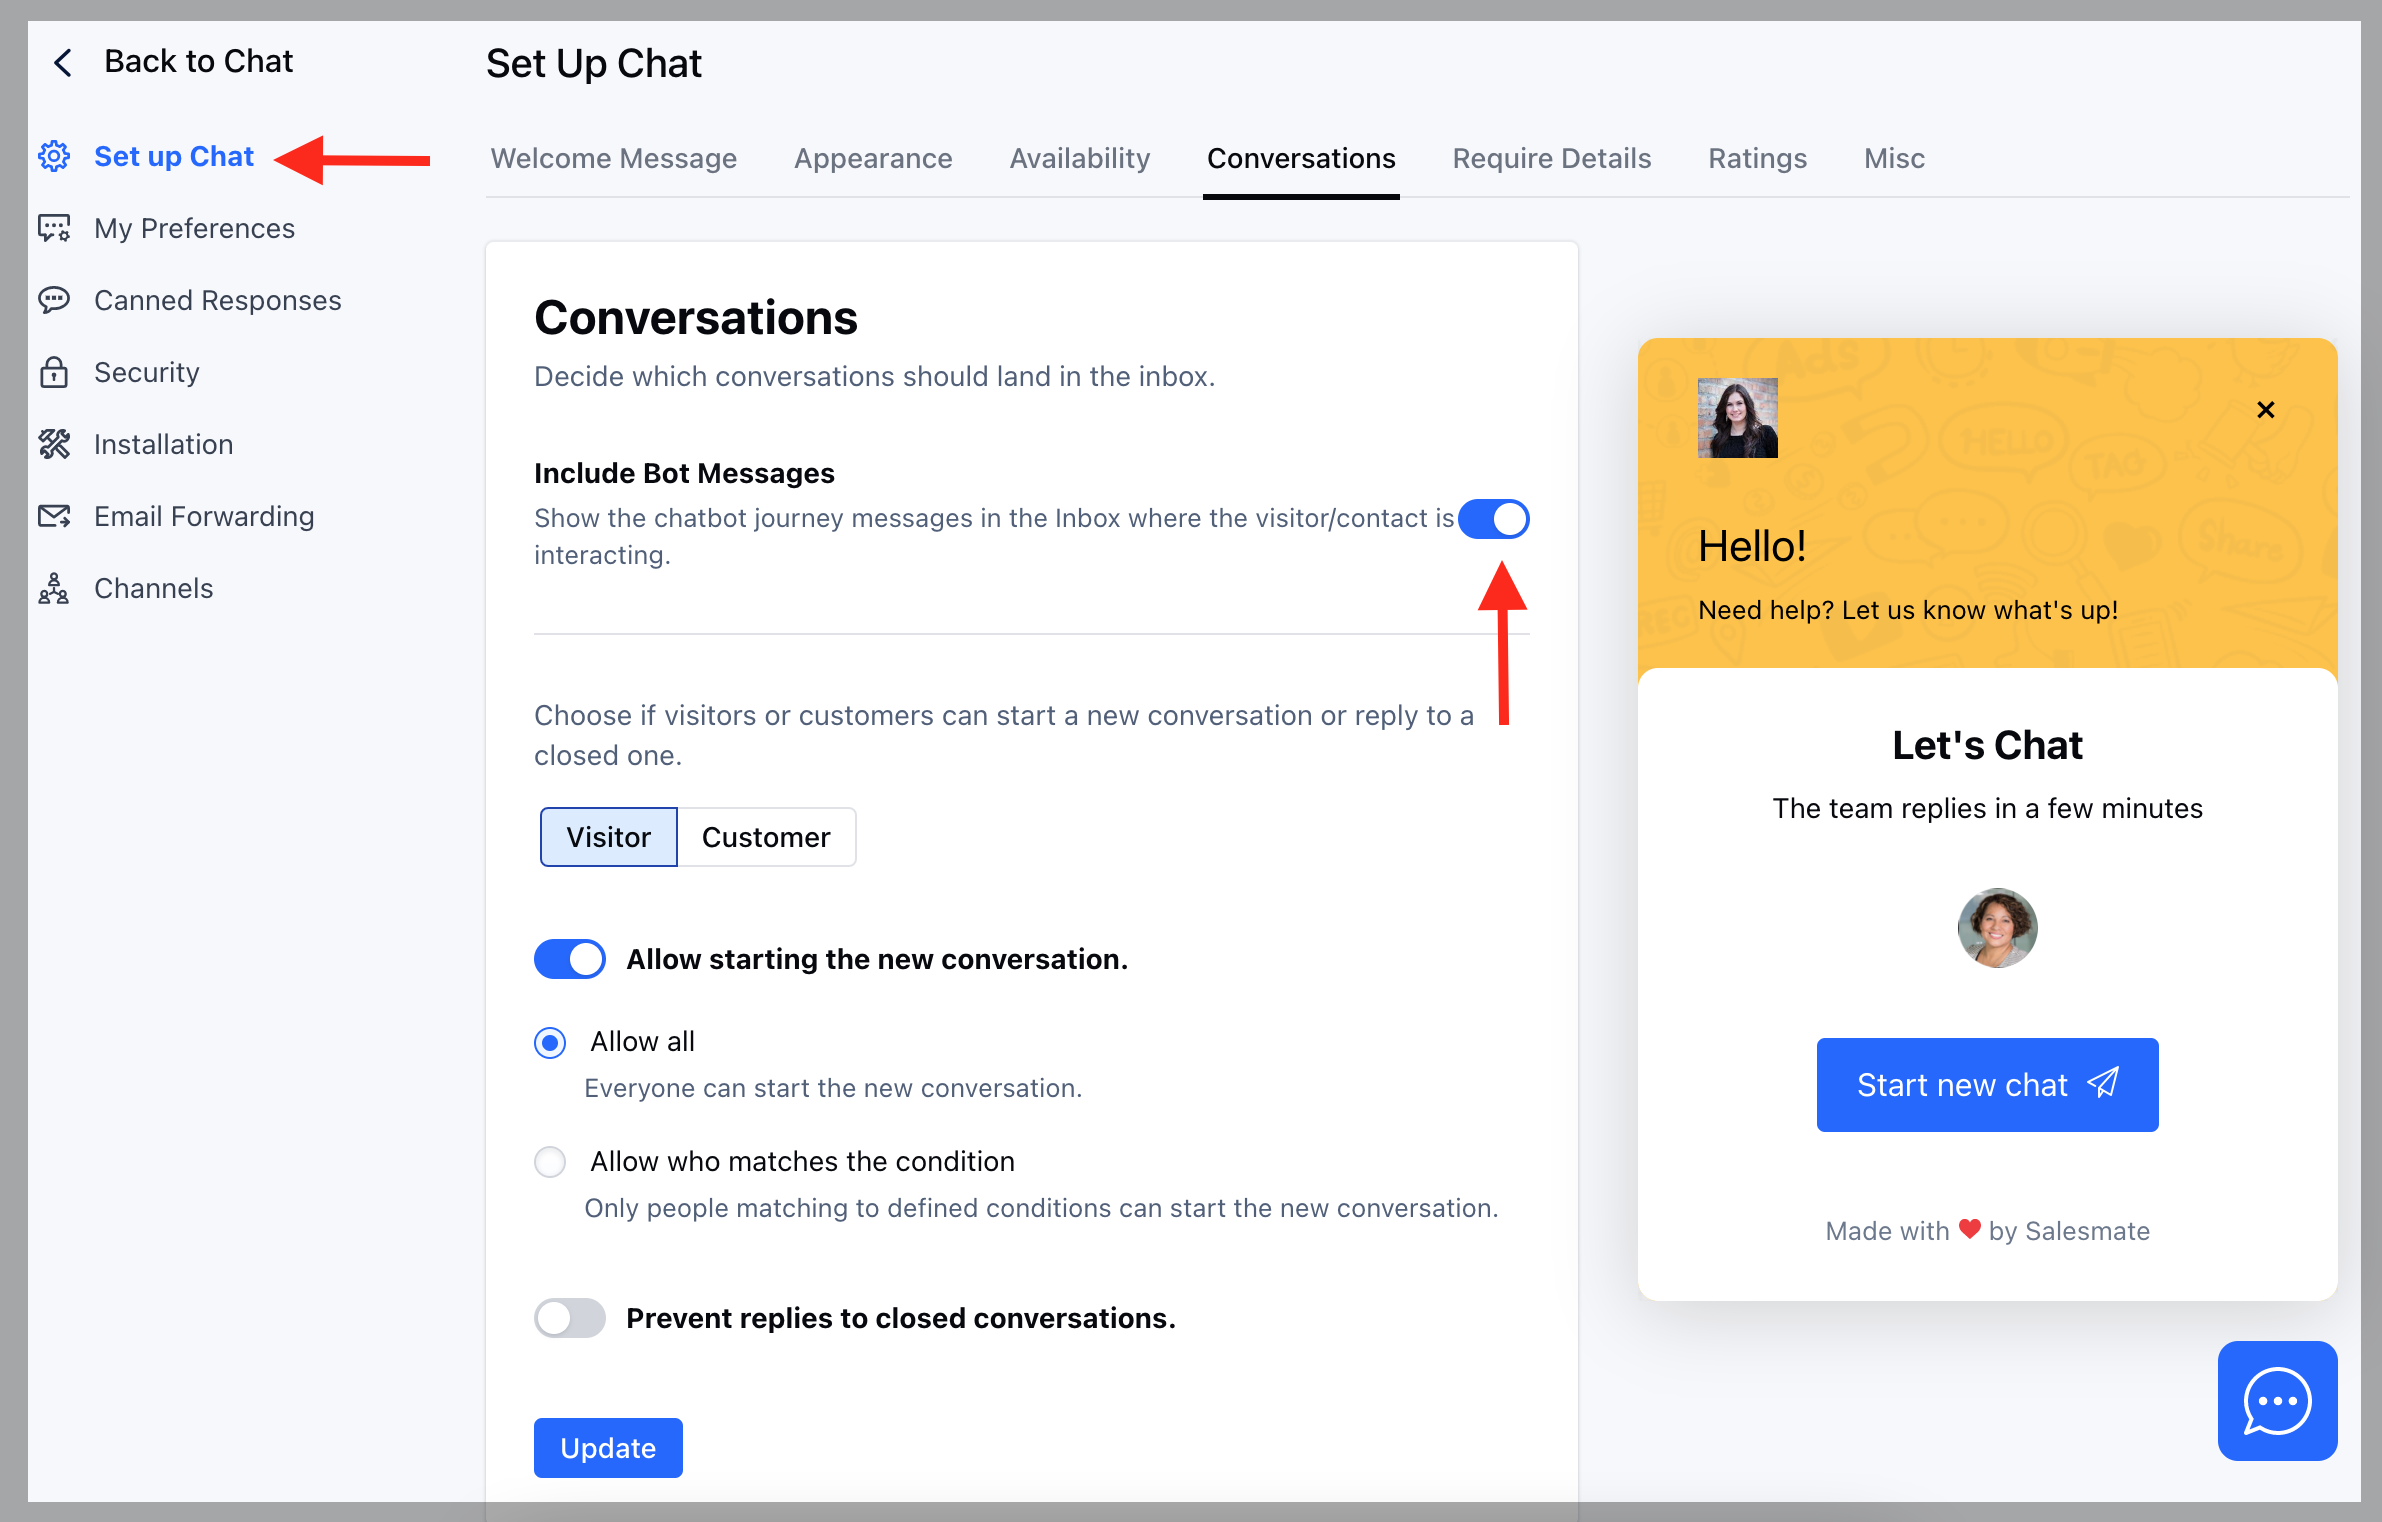 Back to Chat
Set up Chat
My Preferences
Canned Responses
Security
Installation
Email Forwarding
Channels
Set Up Chat
Welcome Message
Appearance
Availability
Conversations
Require Details
Ratings
Misc
Conversations
Decide which conversations should land in the inbox.
Include Bot Messages
Show the chatbot journey messages in the Inbox where the visitor/contact is
interacting.
Choose if visitors or customers can start a new conversation or reply to a
closed one.
Visitor
Customer
Allow starting the new conversation.
Allow all
Everyone can start the new conversation.
Allow who matches the condition
Only people matching to defined conditions can start the new conversation.
Prevent replies to closed conversations.
Update
Ads
HELLO
TAG
Share
Hello!
Need help? Let us know what's up!
Let's Chat
The team replies in a few minutes
Start new chat
Made with ❤ by Salesmate